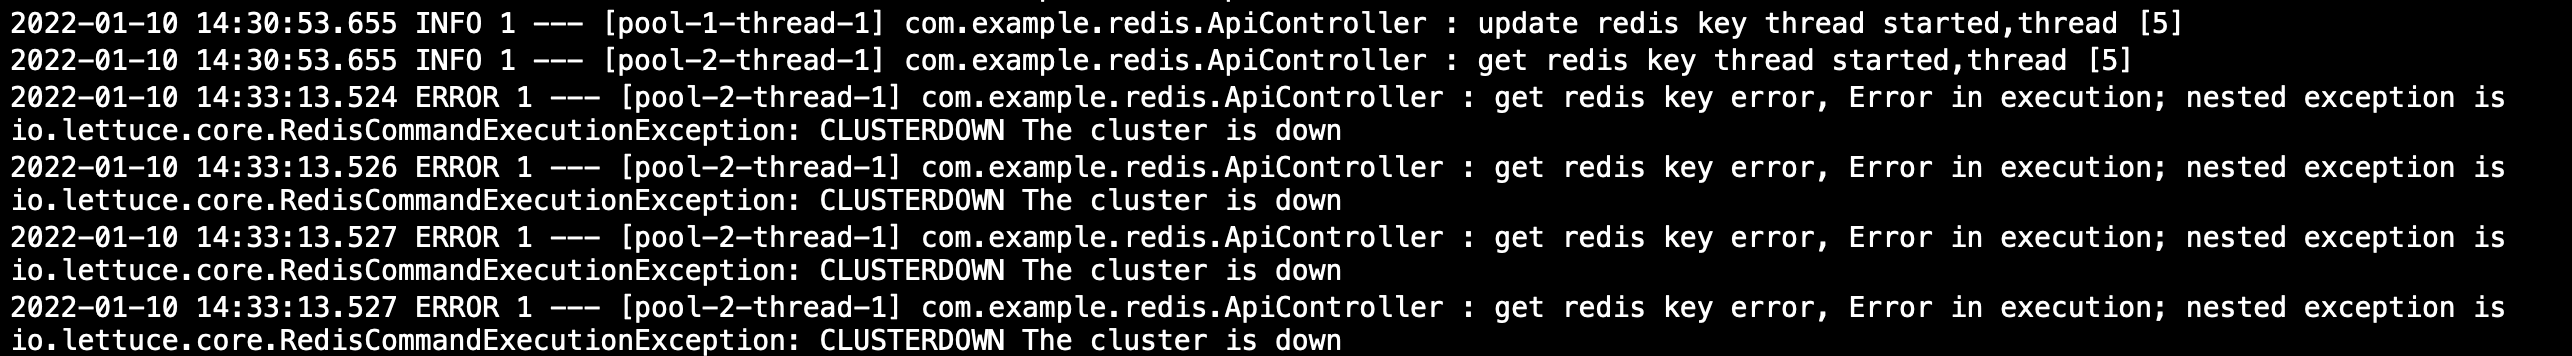 2022-01-10 14:30:53.655 INFO 1 --- [pool-1-thread-1] com.example.redis.ApiController : update redis key thread started,thread [5]
2022-01-10 14:30:53.655 INFO 1 --- [pool-2-thread-1] com.example.redis.ApiController : get redis key thread started,thread [5]
2022-01-10 14:33:13.524 ERROR 1 --- [pool-2-thread-1] com.example.redis.ApiController : get redis key error, Error in execution; nested exception is
io.lettuce.core.RedisCommandExecutionException: CLUSTERDOWN The cluster is down
2022-01-10 14:33:13.526 ERROR 1 --- [pool-2-thread-1] com.example.redis.ApiController : get redis key error, Error in execution; nested exception is
io.lettuce.core.RedisCommandExecutionException: CLUSTERDOWN The cluster is down
2022-01-10 14:33:13.527 ERROR 1 --- [pool-2-thread-1] com.example.redis.ApiController : get redis key error, Error in execution; nested exception is
io.lettuce.core.RedisCommandExecutionException: CLUSTERDOWN The cluster is down
2022-01-10 14:33:13.527 ERROR 1 --- [pool-2-thread-1] com.example.redis.ApiController : get redis key error, Error in execution; nested exception is
io.lettuce.core.RedisCommandExecutionException: CLUSTERDOWN The cluster is down